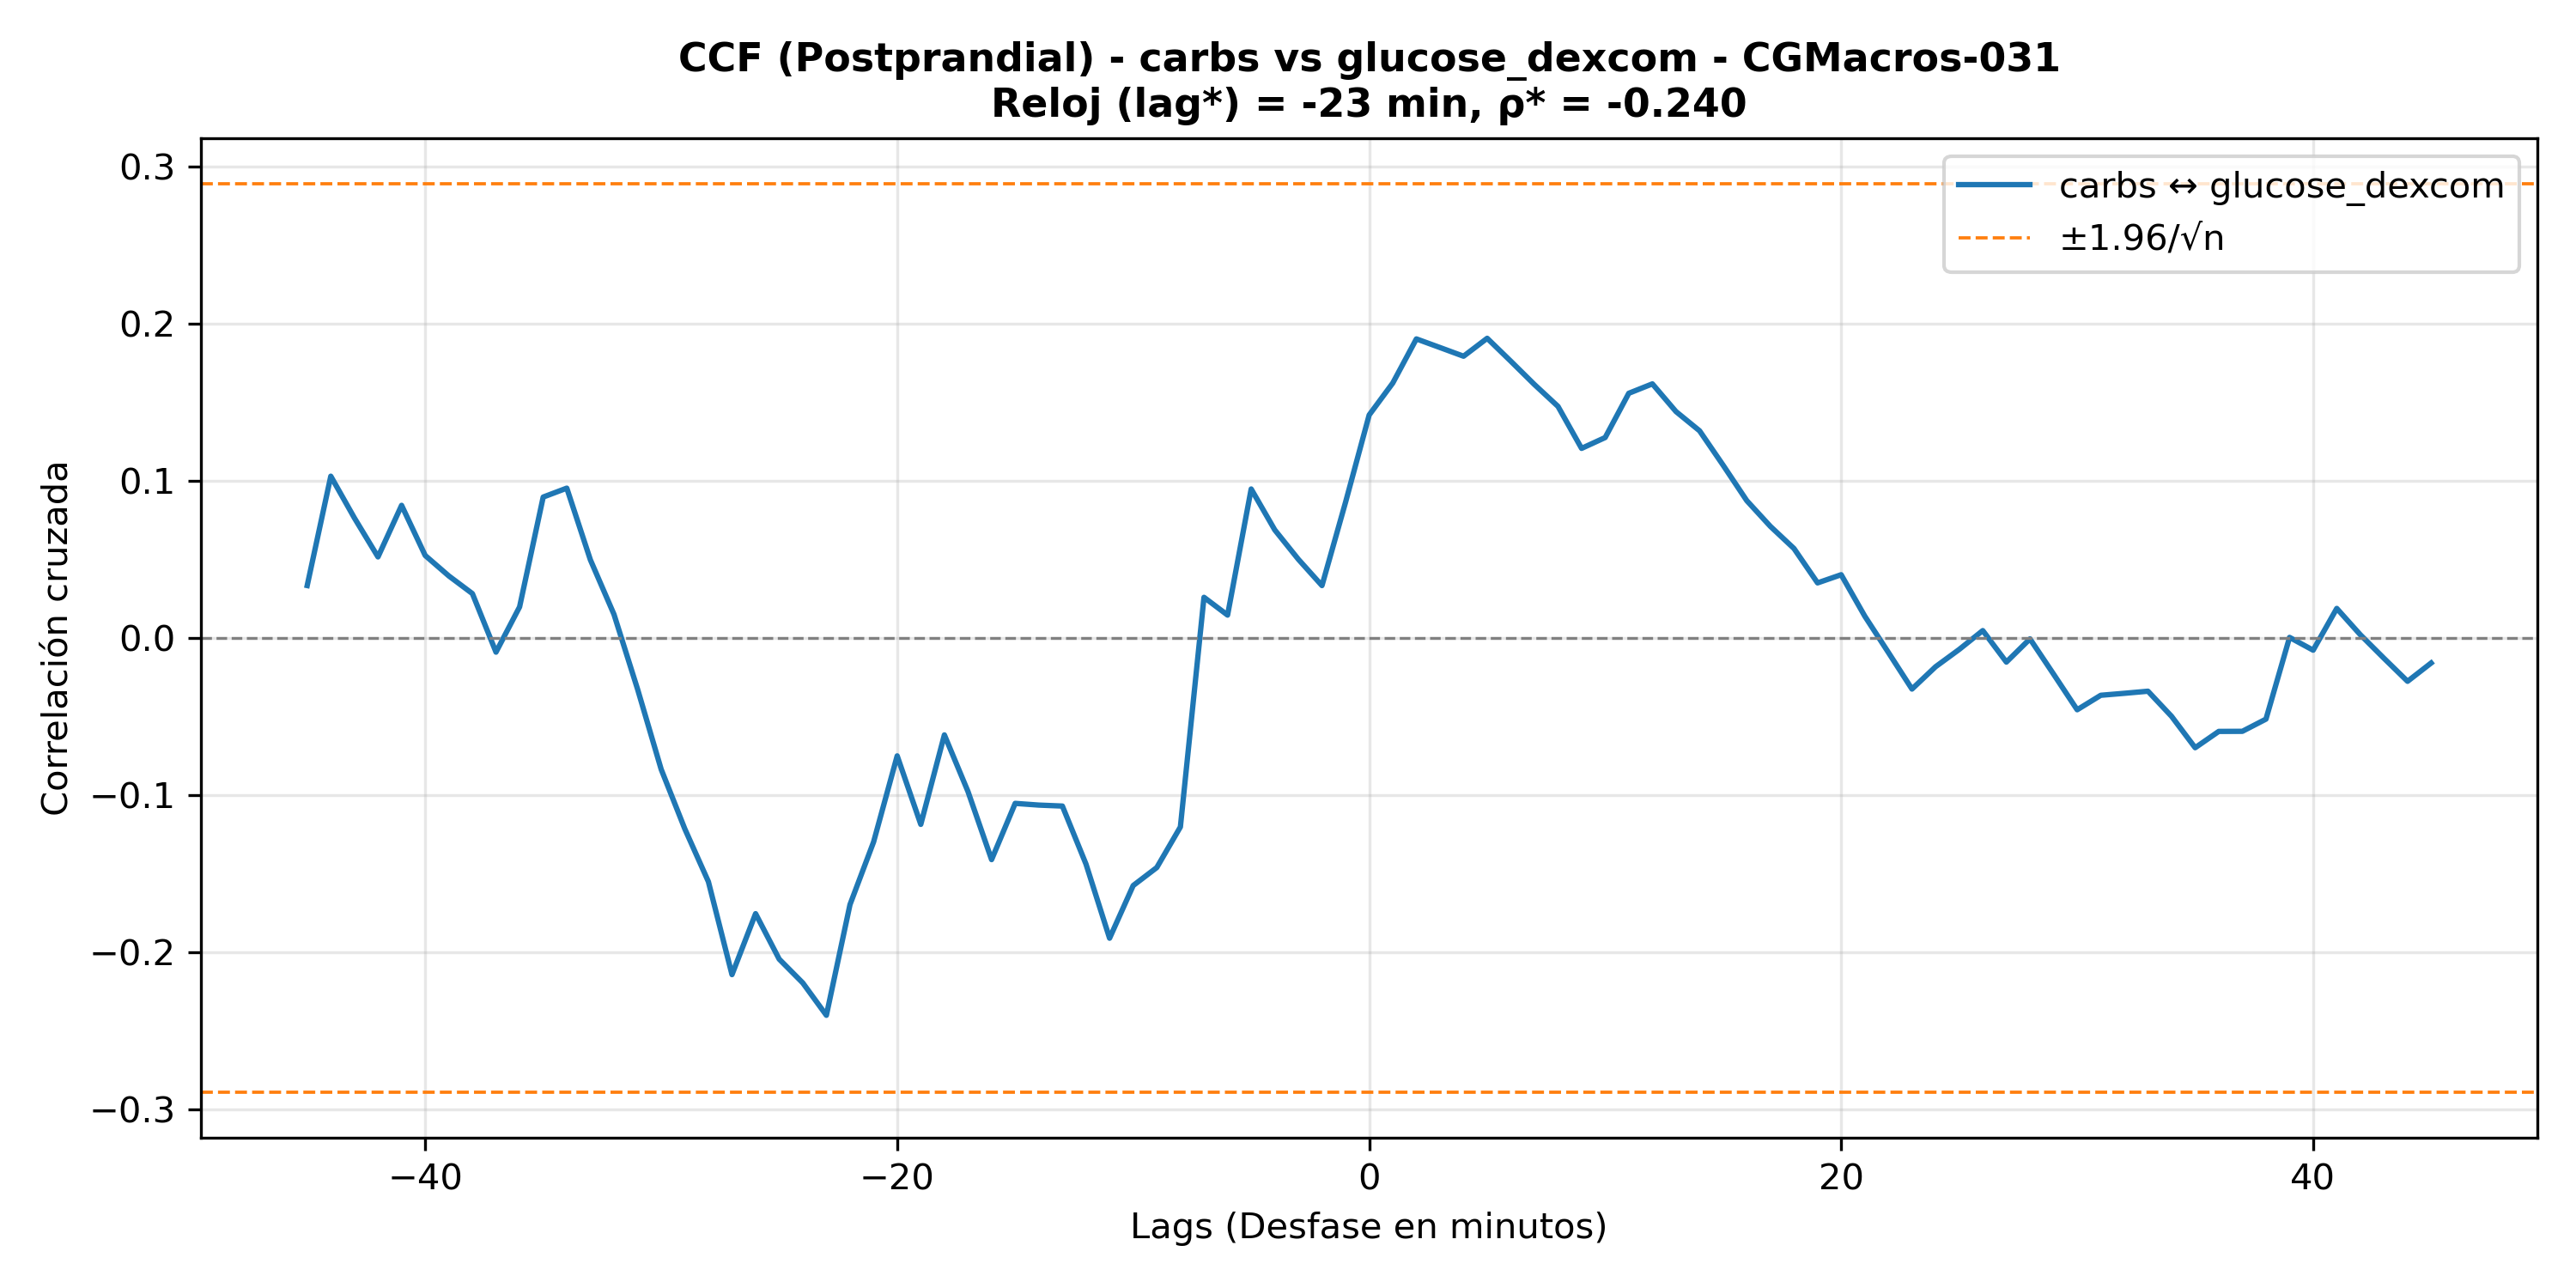 CCF (Postprandial) - carbs vs glucose_dexcom - CGMacros-031
Reloj (lag*) = -23 min, ρ* = -0.240
carbs ↔ glucose_dexcom
±1.96/√n
0.3
0.2
0.1
0.0
−0.1
−0.2
−0.3
Correlación cruzada
−40
−20
0
20
40
Lags (Desfase en minutos)